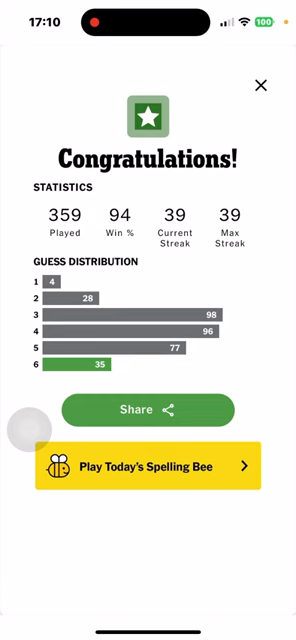 17:10
100
Congratulations!
STATISTICS
359 94 39 39
Played Win % Current Streak Max Streak
GUESS DISTRIBUTION
1 4
2 28
3 98
4 96
5 77
6 35
Share
Play Today's Spelling Bee